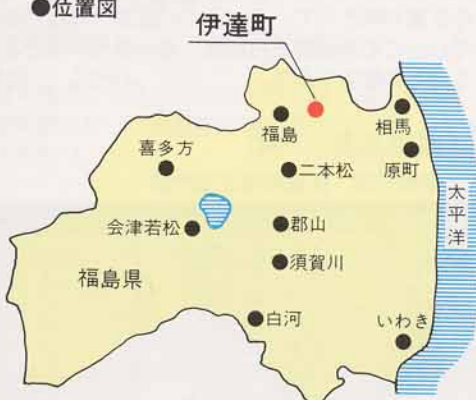 ●位置図
伊達町
福島
相馬
原町
喜多方
二本松
太平洋
会津若松
郡山
須賀川
福島県
白河
いわき